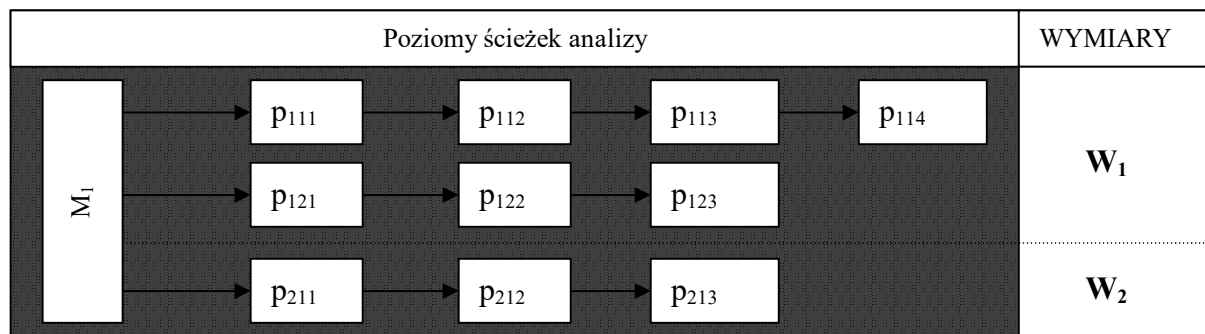 Poziomy ścieżek analizy WYMIARY
p₁₁₁ p₁₁₂ p₁₁₃ p₁₁₄
W₁
M₁
p₁₂₁ p₁₂₂ p₁₂₃
p₂₁₁ p₂₁₂ p₂₁₃ W₂